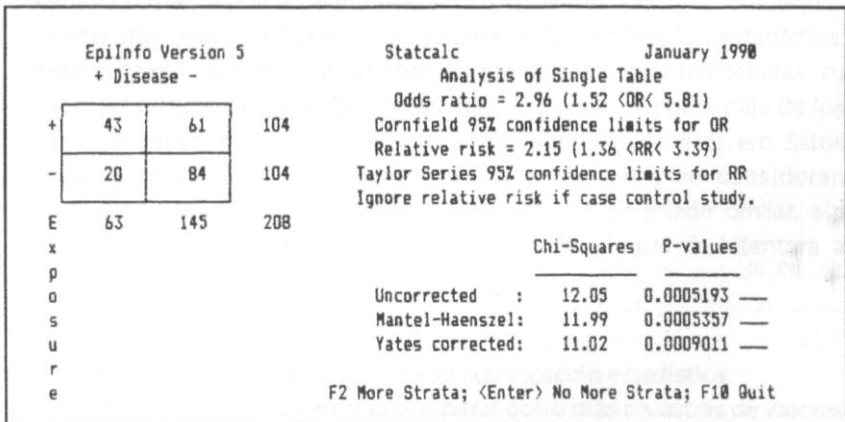 EpiInfo Version 5 Statcalc January 1990
+ Disease - Analysis of Single Table
Odds ratio = 2.96 (1.52 <OR< 5.81)
+ 43 61 104 Cornfield 95% confidence limits for OR
Relative risk = 2.15 (1.36 <RR< 3.39)
- 20 84 104 Taylor Series 95% confidence limits for RR
Ignore relative risk if case control study.
E 63 145 208
x Chi-Squares P-values
p
o Uncorrected : 12.05 0.0005193
s Mantel-Haenszel: 11.99 0.0005357
u Yates corrected: 11.02 0.0009011
r
e F2 More Strata; <Enter> No More Strata; F10 Quit